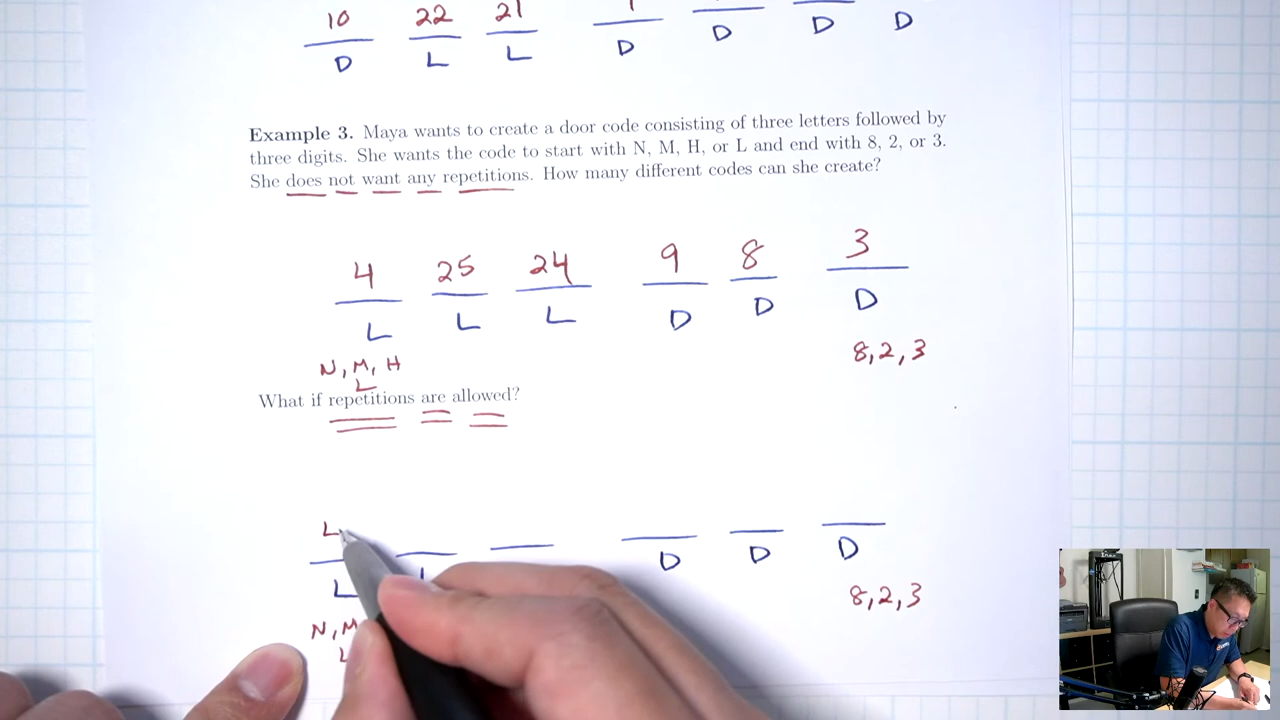 10 22 21
D L L D D D D
Example 3. Maya wants to create a door code consisting of three letters followed by
three digits. She wants the code to start with N, M, H, or L and end with 8, 2, or 3.
She does not want any repetitions. How many different codes can she create?
4 25 24 9 8 3
L L L D D D
N, M, H 8, 2, 3
L
What if repetitions are allowed?
L D D D
N, M 8, 2, 3